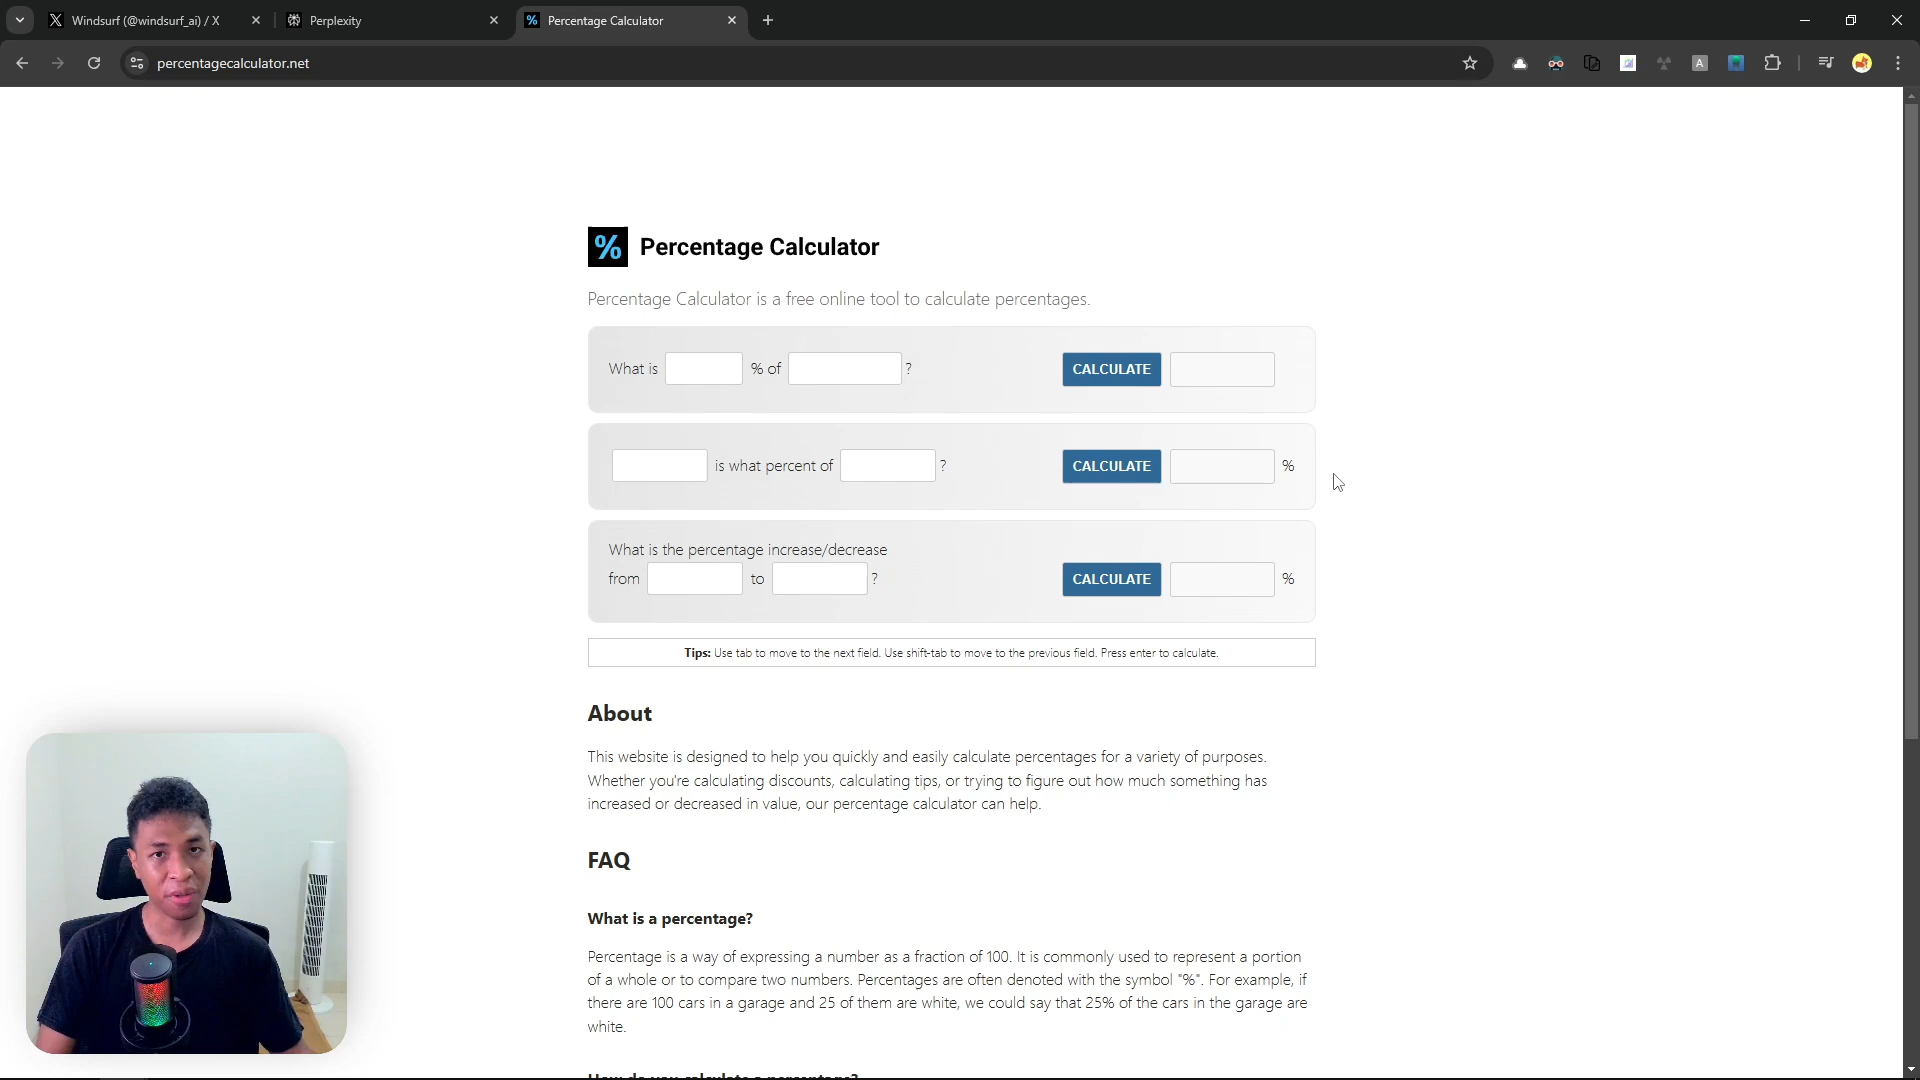 Windsurf (@windsurf_ai) / X
Perplexity
% Percentage Calculator
percentagecalculator.net
A
% Percentage Calculator
Percentage Calculator is a free online tool to calculate percentages.
What is % of ? CALCULATE
is what percent of ? CALCULATE %
What is the percentage increase/decrease
from to ? CALCULATE %
Tips: Use tab to move to the next field. Use shift-tab to move to the previous field. Press enter to calculate.
About
This website is designed to help you quickly and easily calculate percentages for a variety of purposes.
Whether you're calculating discounts, calculating tips, or trying to figure out how much something has
increased or decreased in value, our percentage calculator can help.
FAQ
What is a percentage?
Percentage is a way of expressing a number as a fraction of 100. It is commonly used to represent a portion
of a whole or to compare two numbers. Percentages are often denoted with the symbol "%". For example, if
there are 100 cars in a garage and 25 of them are white, we could say that 25% of the cars in the garage are
white.
How do you calculate a percentage?